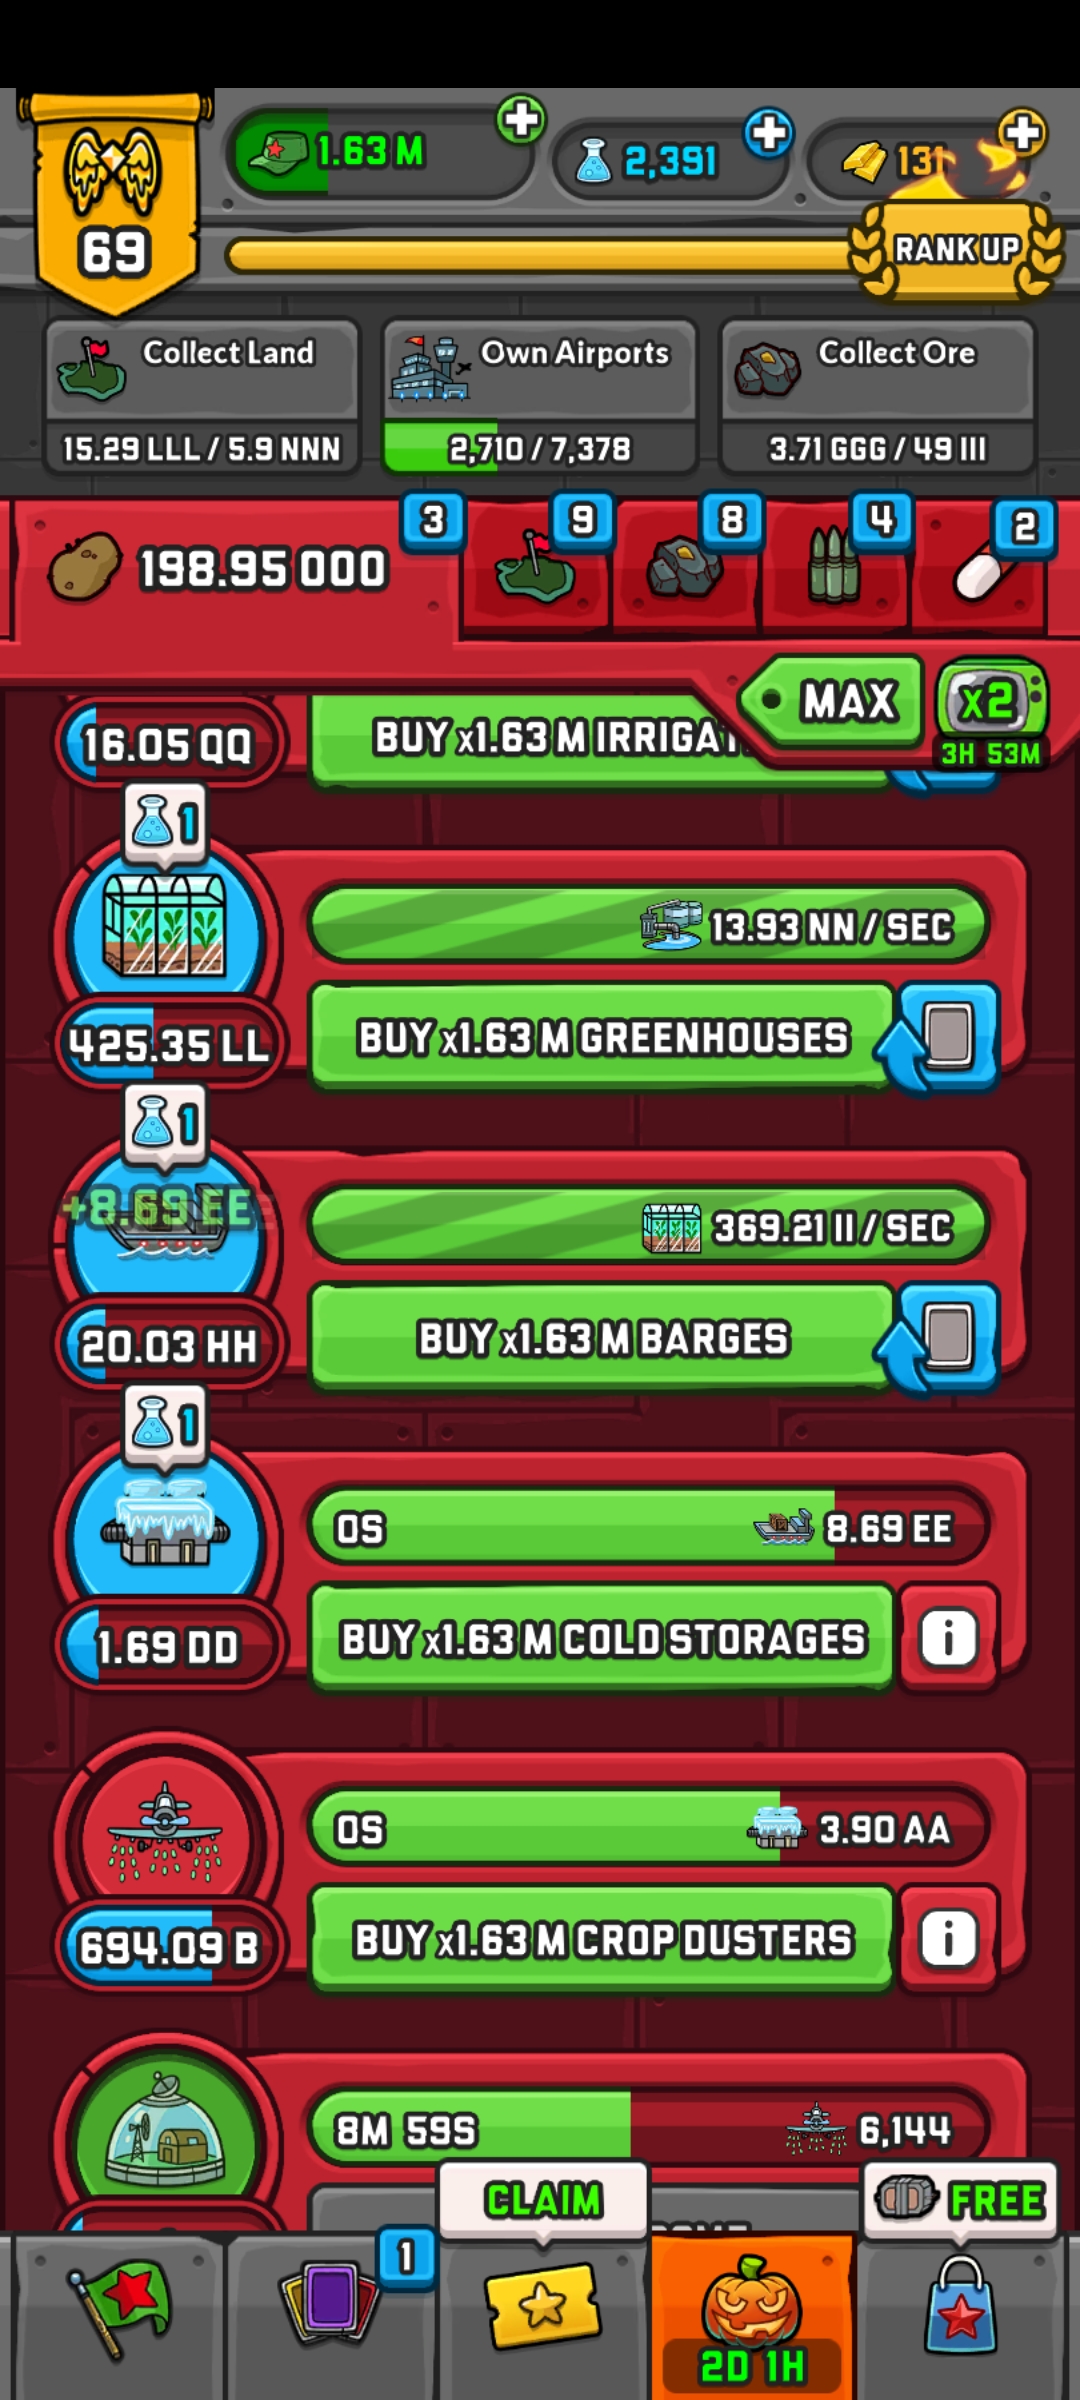 1.63 M
2,391
131
69
RANK UP
Collect Land
Own Airports
Collect Ore
15.29 LLL / 5.9 NNN
2,710 / 7,378
3.71 GGG / 49 III
3
9
8
4
2
198.95 000
MAX
x2
3H 53M
16.05 QQ
BUY x1.63 M
1
13.93 NN / SEC
425.35 LL
BUY x1.63 M GREENHOUSES
1
+8.69 EE
369.21 II / SEC
20.03 HH
BUY x1.63 M BARGES
1
0S
8.69 EE
1.69 DD
BUY x1.63 M COLD STORAGES
i
0S
3.90 AA
694.09 B
BUY x1.63 M CROP DUSTERS
i
8M 59S
6,144
CLAIM
FREE
1
2D 1H